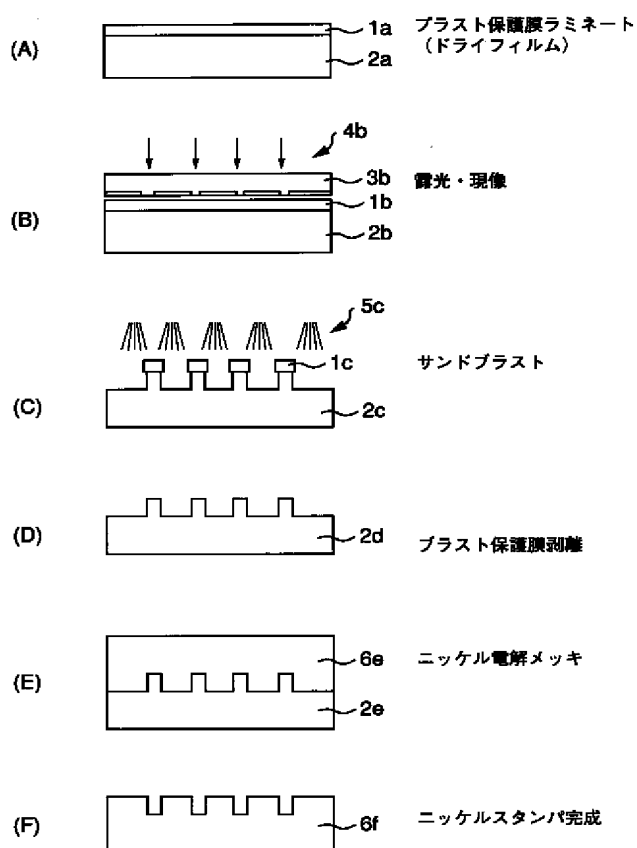 (A)
1a
2a
ブラスト保護膜ラミネート
（ドライフィルム）
(B)
4b
3b
1b
2b
露光・現像
(C)
5c
1c
2c
サンドブラスト
(D)
2d
ブラスト保護膜剥離
(E)
6e
2e
ニッケル電解メッキ
(F)
6f
ニッケルスタンパ完成